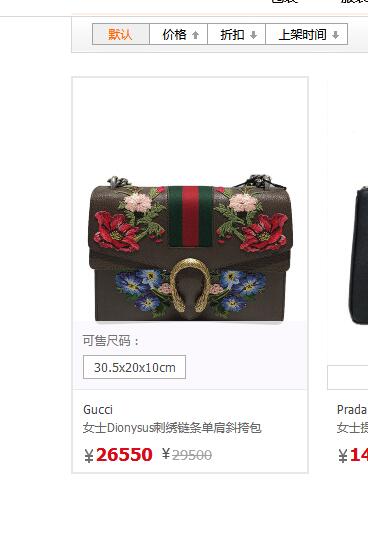 默认 价格 折扣 上架时间
可售尺码：
30.5x20x10cm
Gucci
女士Dionysus刺绣链条单肩斜挎包
¥26550 ¥29500
Prada
女士提
¥14